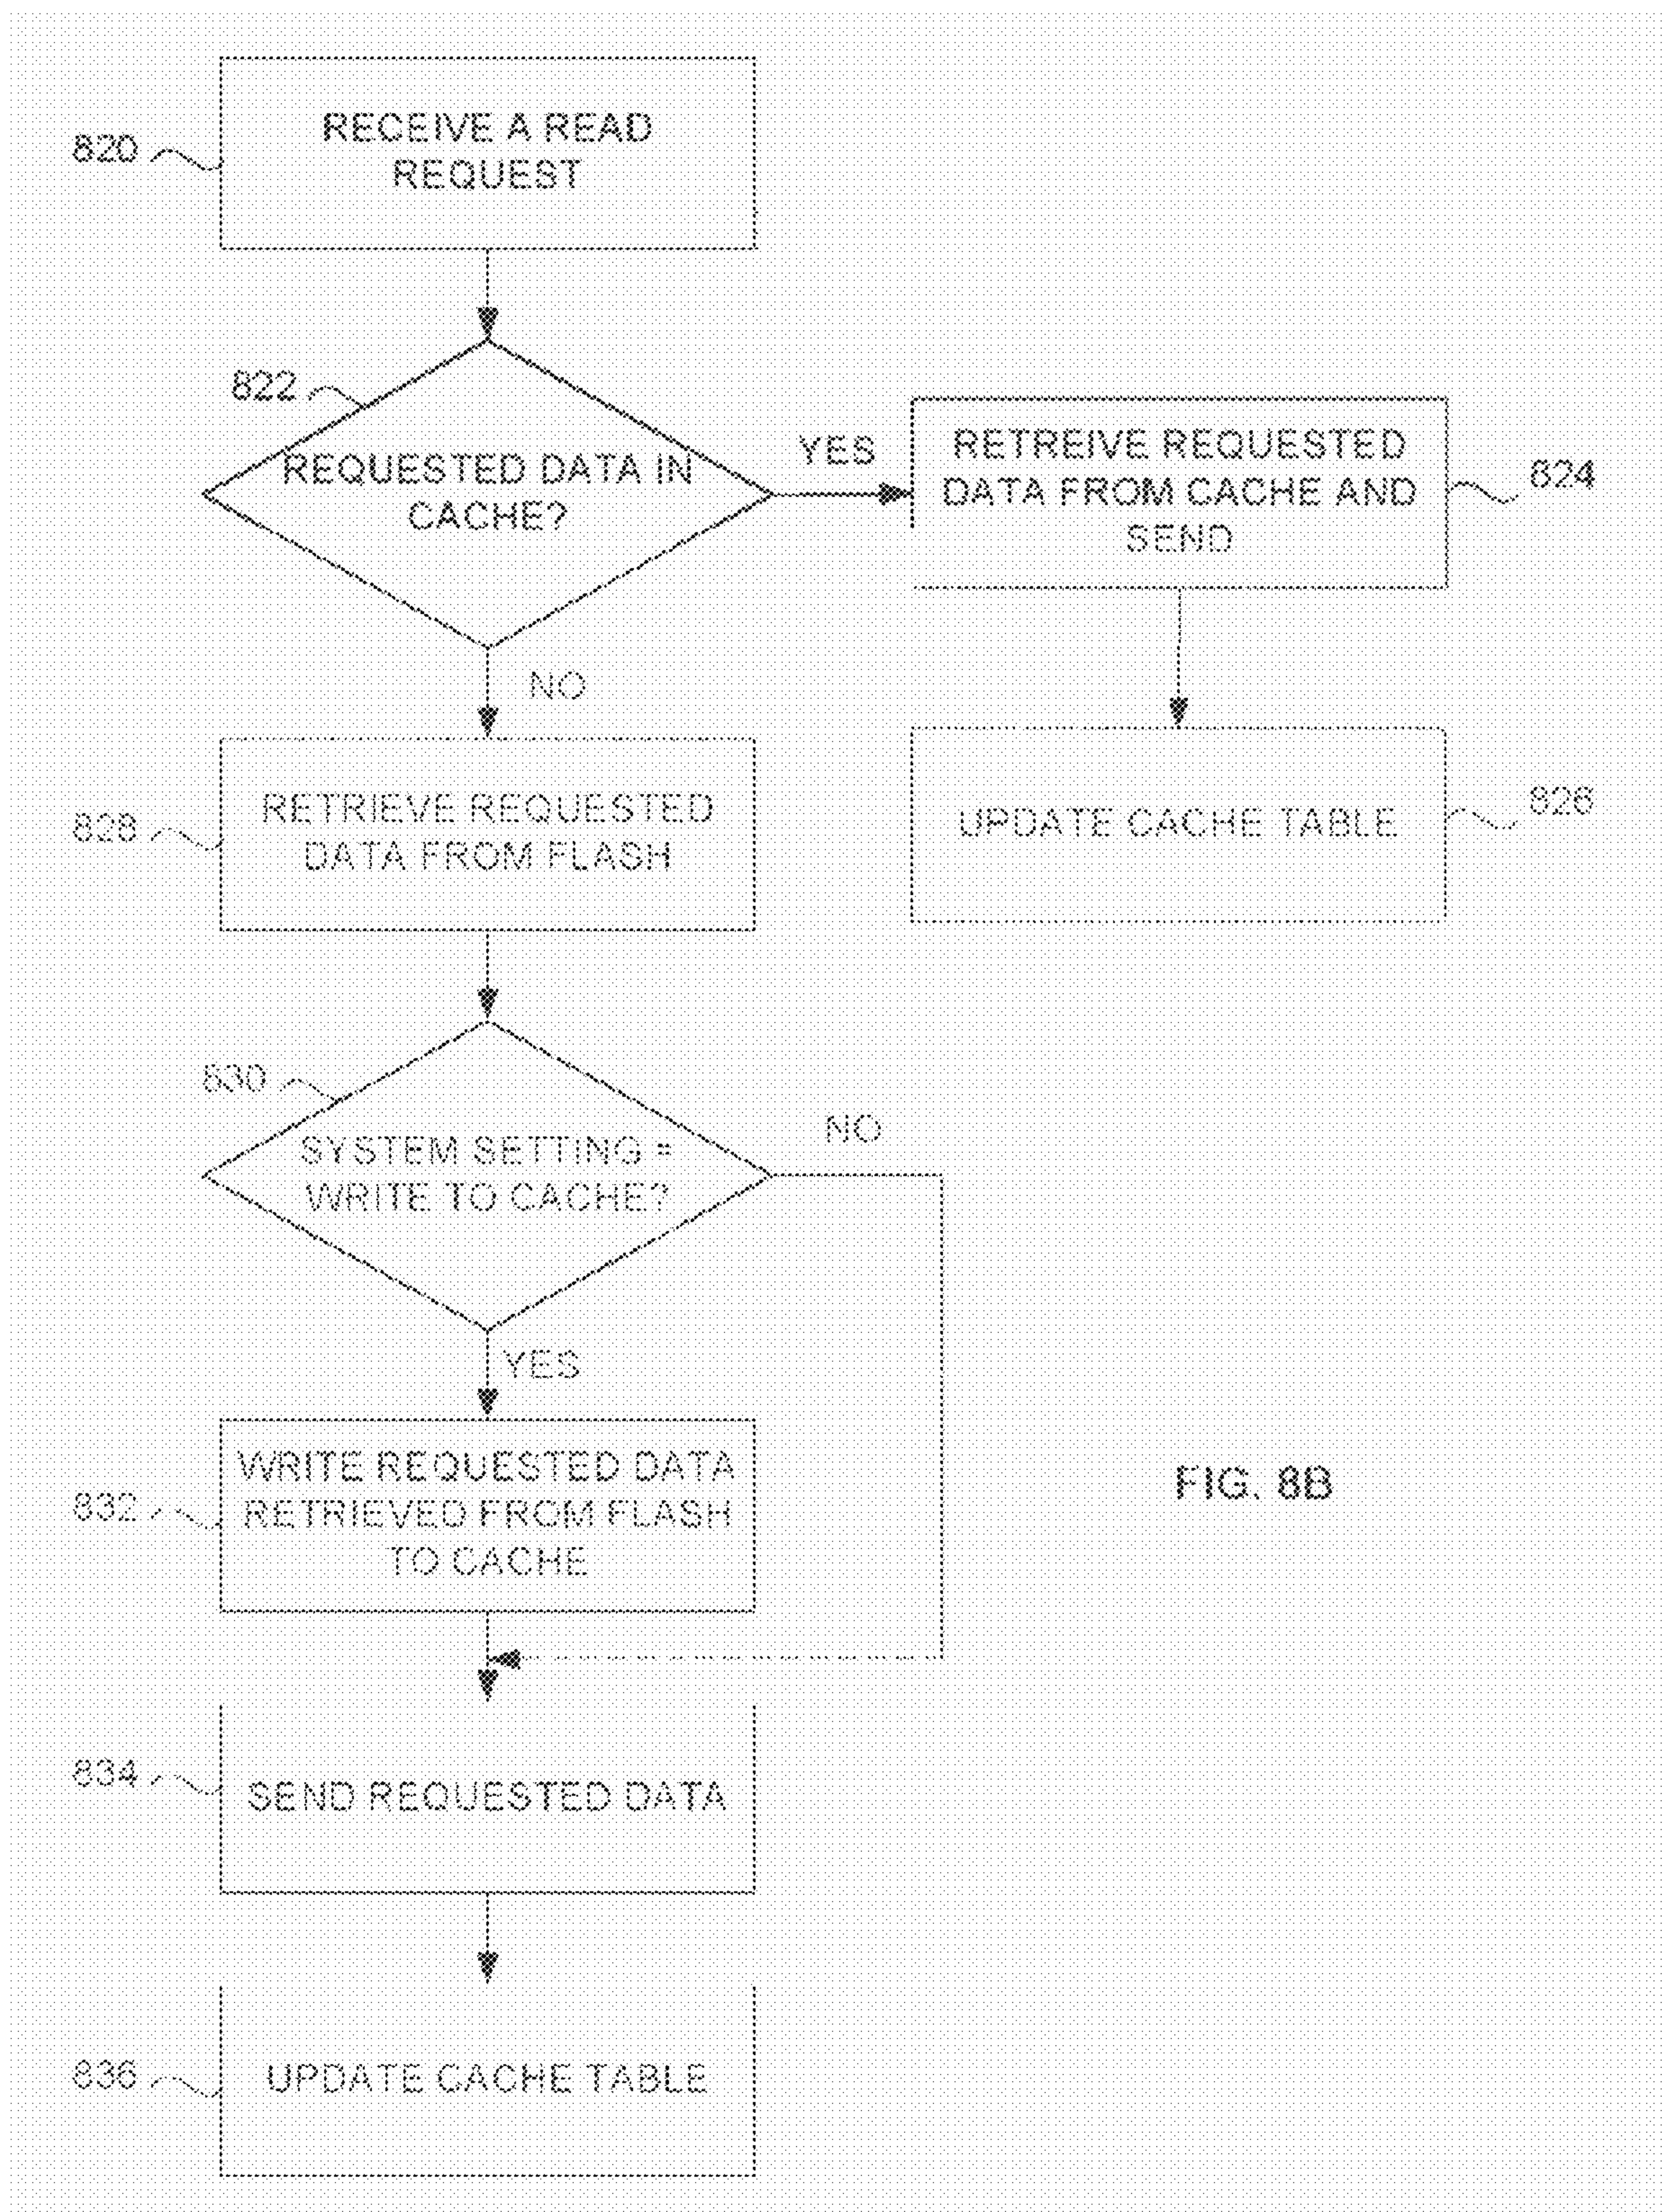 820
RECEIVE A READ
REQUEST
822
REQUESTED DATA IN
CACHE?
YES
RETREIVE REQUESTED
DATA FROM CACHE AND
SEND
824
NO
828
RETRIEVE REQUESTED
DATA FROM FLASH
UPDATE CACHE TABLE
826
830
SYSTEM SETTING =
WRITE TO CACHE?
NO
YES
832
WRITE REQUESTED DATA
RETRIEVED FROM FLASH
TO CACHE
FIG. 8B
834
SEND REQUESTED DATA
836
UPDATE CACHE TABLE